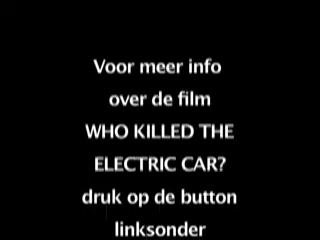 Voor meer info
over de film
WHO KILLED THE
ELECTRIC CAR?
druk op de button
linksonder